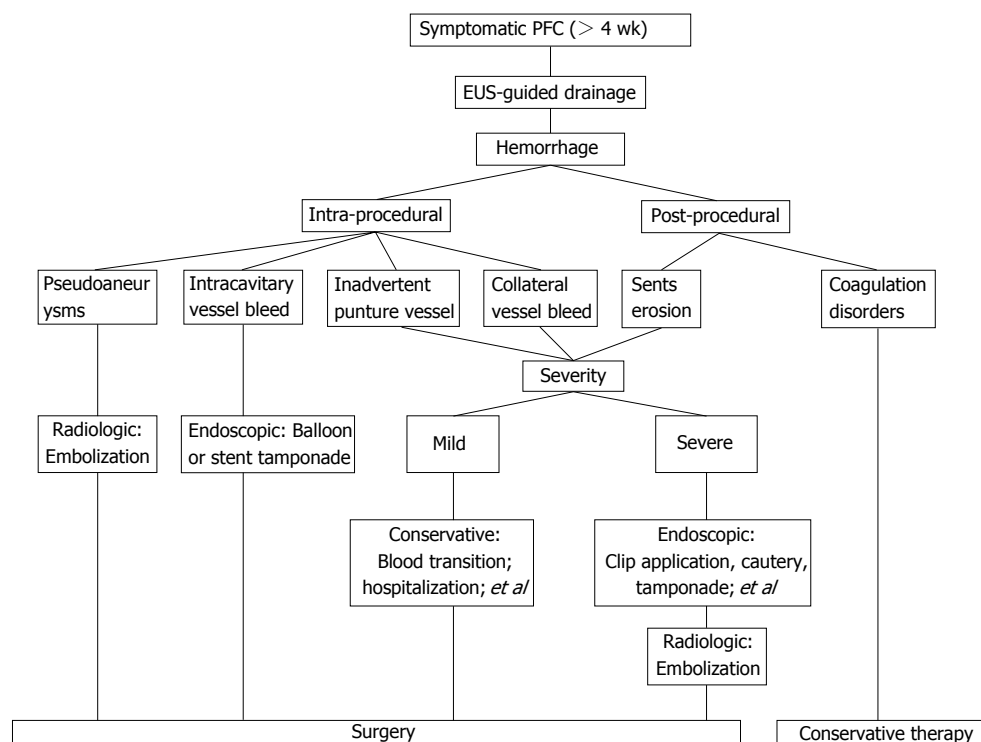 Symptomatic PFC (＞ 4 wk)
EUS-guided drainage
Hemorrhage
Intra-procedural
Post-procedural
Pseudoaneur
ysms
Intracavitary
vessel bleed
Inadvertent
punture vessel
Collateral
vessel bleed
Sents
erosion
Coagulation
disorders
Severity
Radiologic:
Embolization
Endoscopic: Balloon
or stent tamponade
Mild
Severe
Conservative:
Blood transition;
hospitalization; et al
Endoscopic:
Clip application, cautery,
tamponade; et al
Radiologic:
Embolization
Surgery
Conservative therapy